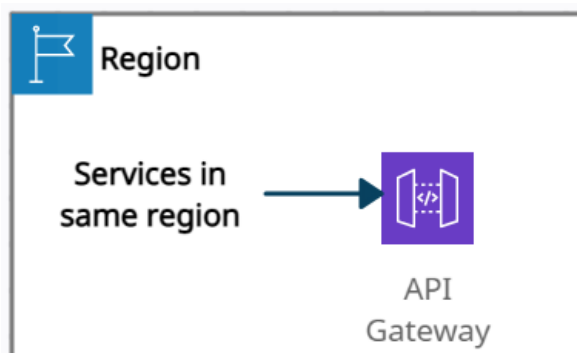 Region
Services in
same region
</>
API
Gateway